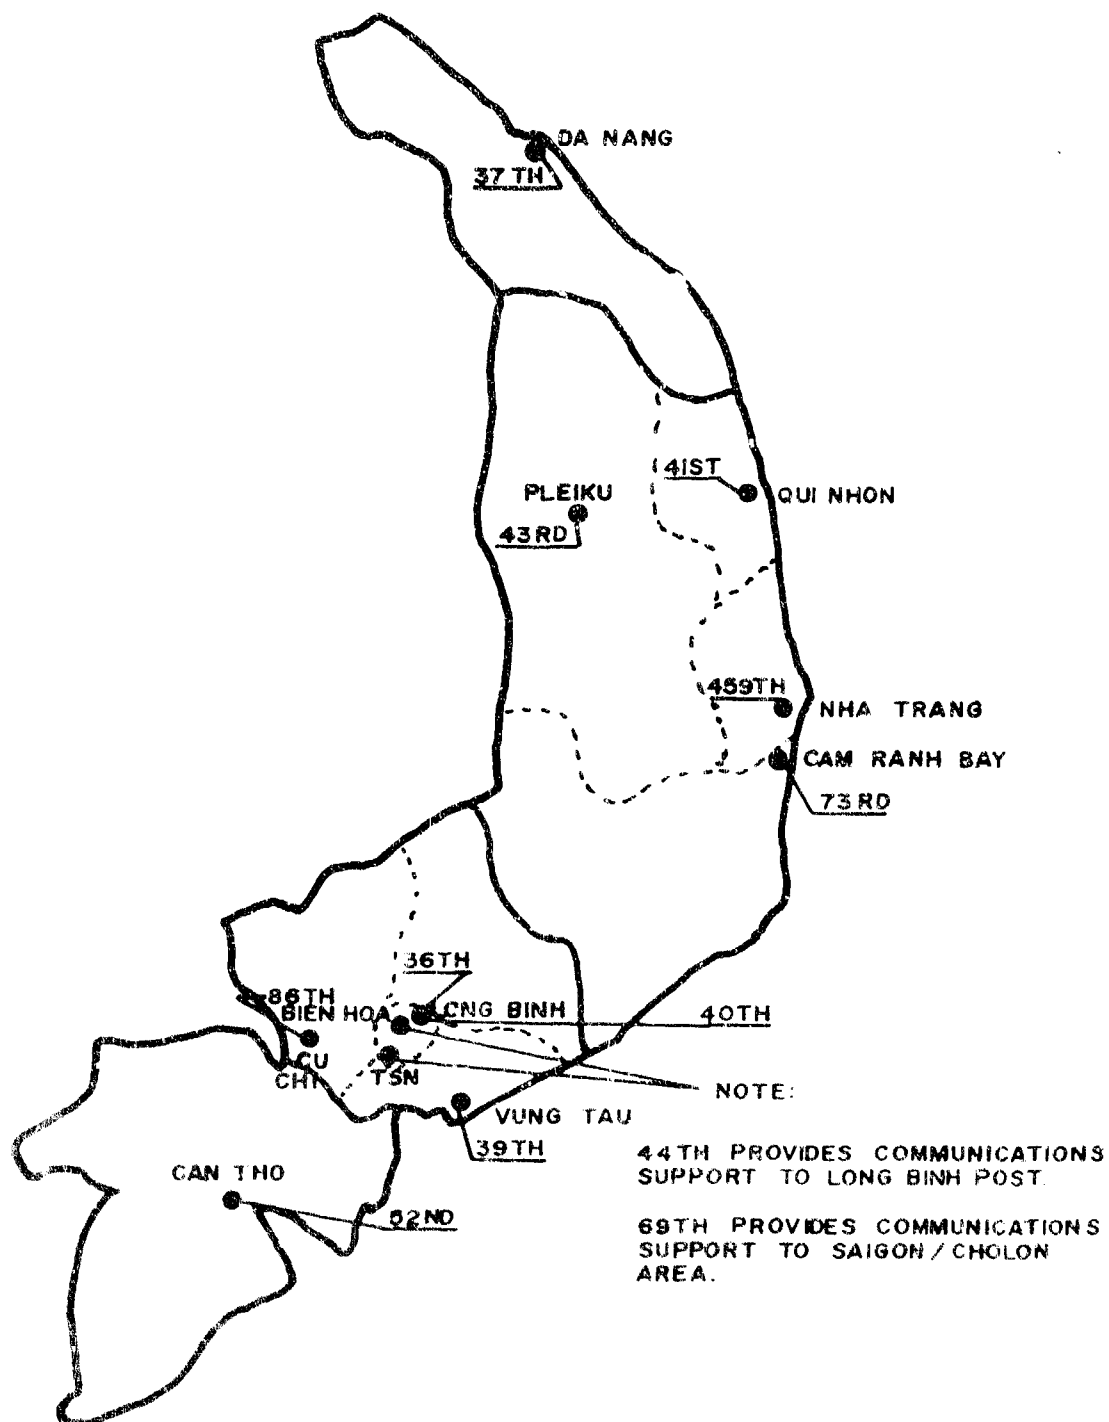 DA NANG
37TH
41ST
PLEIKU
QUI NHON
43RD
459TH
NHA TRANG
CAM RANH BAY
73RD
36TH
86TH
BIEN HOA
LONG BINH
40TH
CU
CHI
TSN
NOTE:
VUNG TAU
39TH
44TH PROVIDES COMMUNICATIONS
SUPPORT TO LONG BINH POST.
CAN THO
52ND
69TH PROVIDES COMMUNICATIONS
SUPPORT TO SAIGON/CHOLON
AREA.